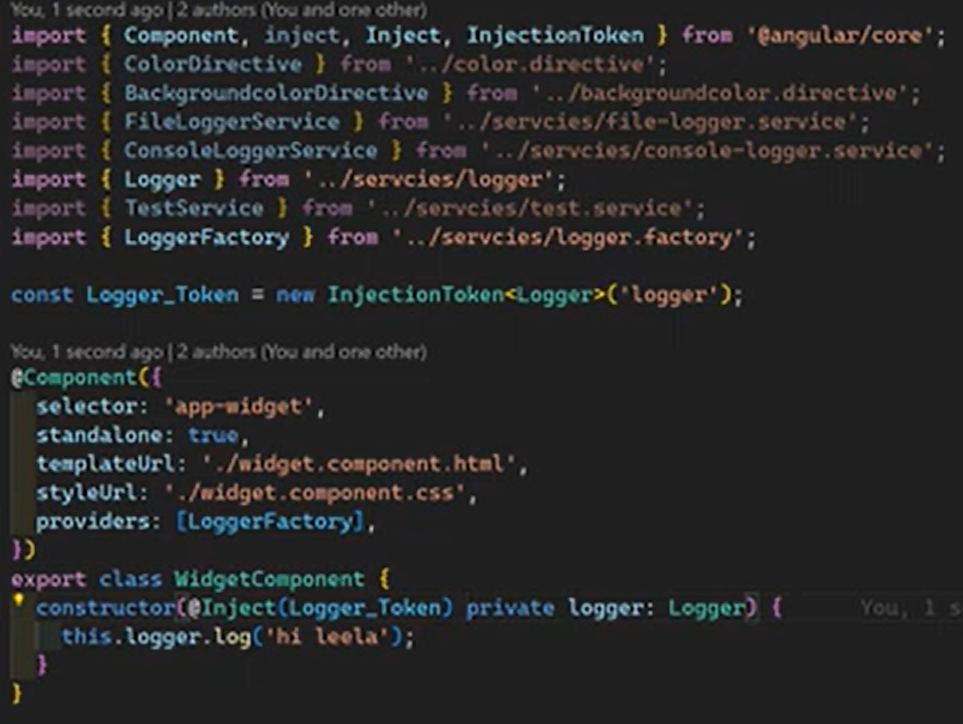 You, 1 second ago | 2 authors (You and one other)
import { Component, inject, Inject, InjectionToken } from '@angular/core';
import { ColorDirective } from '../color.directive';
import { BackgroundcolorDirective } from '../backgroundcolor.directive';
import { FileLoggerService } from '../servcies/file-logger.service';
import { ConsoleLoggerService } from '../servcies/console-logger.service';
import { Logger } from '../servcies/logger';
import { TestService } from '../servcies/test.service';
import { LoggerFactory } from '../servcies/logger.factory';
const Logger_Token = new InjectionToken<Logger>('logger');
You, 1 second ago | 2 authors (You and one other)
@Component({
  selector: 'app-widget',
  standalone: true,
  templateUrl: './widget.component.html',
  styleUrl: './widget.component.css',
  providers: [LoggerFactory],
})
export class WidgetComponent {
  constructor(@Inject(Logger_Token) private logger: Logger) { You, 1 s
    this.logger.log('hi leela');
  }
}